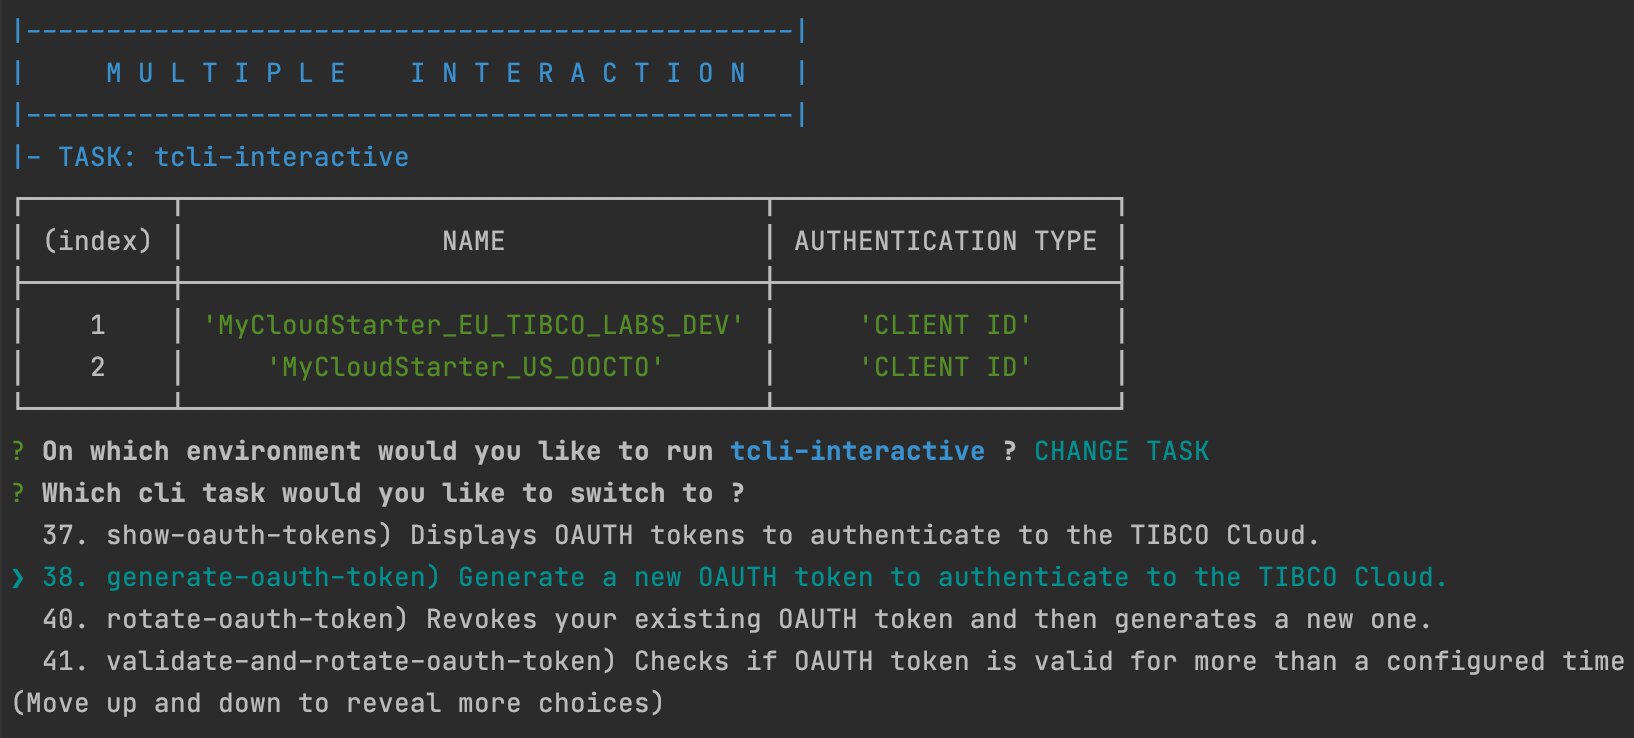 |------------------------------------------------|
| M U L T I P L E   I N T E R A C T I O N |
|------------------------------------------------|
|- TASK: tcli-interactive
(index) │ NAME │ AUTHENTICATION TYPE
1 │ 'MyCloudStarter_EU_TIBCO_LABS_DEV' │ 'CLIENT ID'
2 │ 'MyCloudStarter_US_OOCTO' │ 'CLIENT ID'
? On which environment would you like to run tcli-interactive ? CHANGE TASK
? Which cli task would you like to switch to ?
37. show-oauth-tokens) Displays OAUTH tokens to authenticate to the TIBCO Cloud.
❯ 38. generate-oauth-token) Generate a new OAUTH token to authenticate to the TIBCO Cloud.
40. rotate-oauth-token) Revokes your existing OAUTH token and then generates a new one.
41. validate-and-rotate-oauth-token) Checks if OAUTH token is valid for more than a configured time
(Move up and down to reveal more choices)